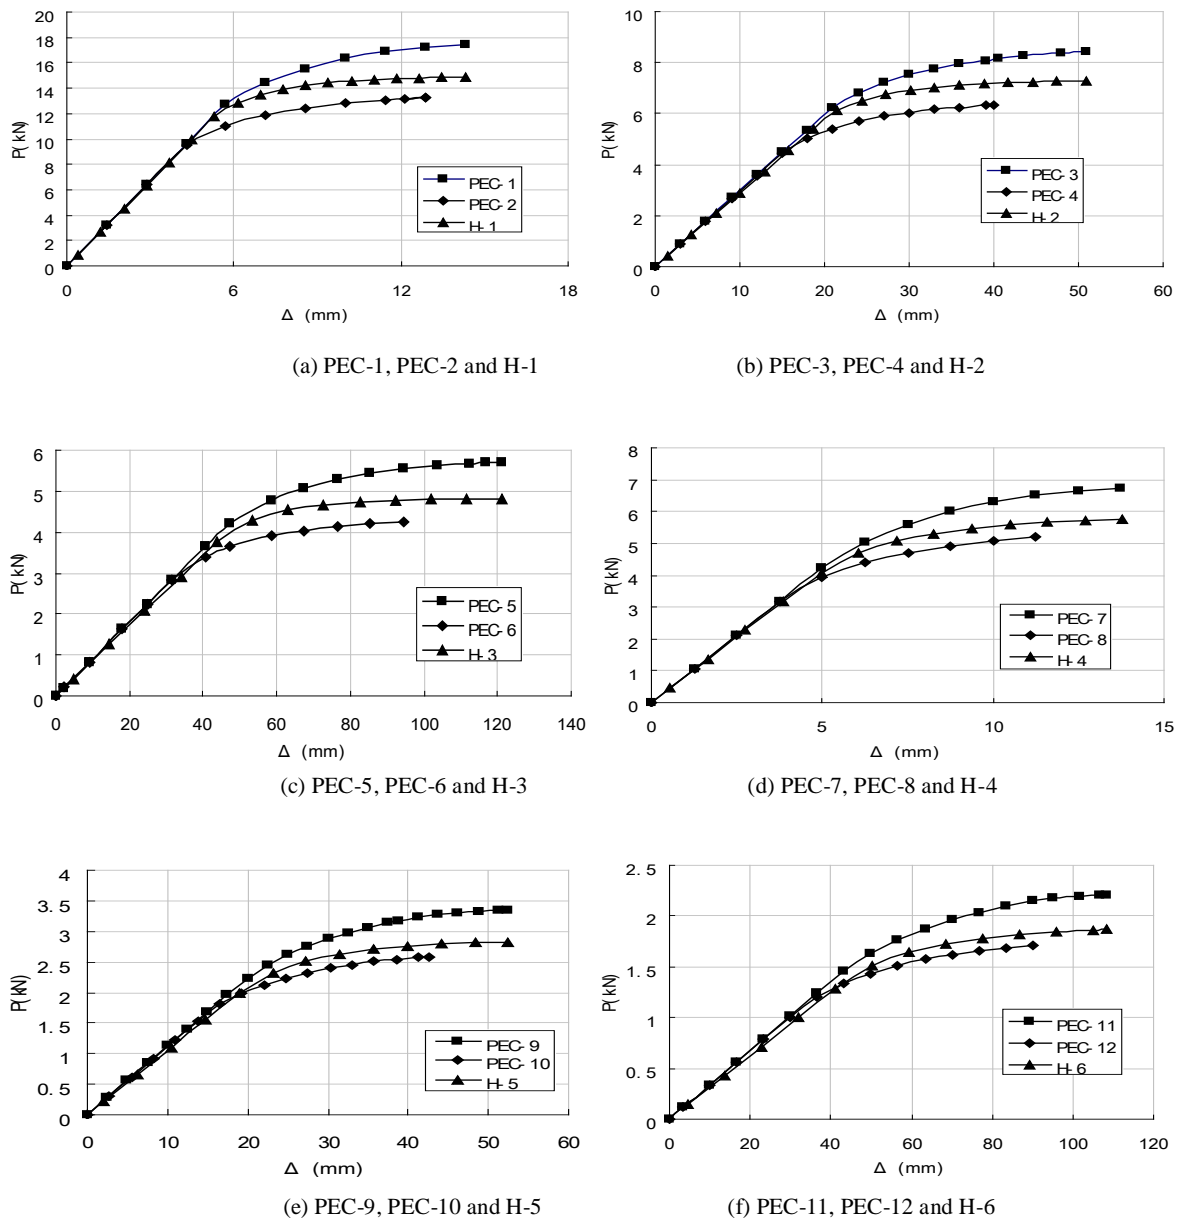 20
18
16
14
12
10
8
6
4
2
0
P(kN)
0 6 12 18
Δ (mm)
PEC- 1
PEC- 2
H- 1
(a) PEC-1, PEC-2 and H-1
10
8
6
4
2
0
P(kN)
0 10 20 30 40 50 60
Δ (mm)
PEC- 3
PEC- 4
H- 2
(b) PEC-3, PEC-4 and H-2
6
5
4
3
2
1
0
P(kN)
0 20 40 60 80 100 120 140
Δ (mm)
PEC- 5
PEC- 6
H- 3
(c) PEC-5, PEC-6 and H-3
8
7
6
5
4
3
2
1
0
P(kN)
0 5 10 15
Δ (mm)
PEC- 7
PEC- 8
H- 4
(d) PEC-7, PEC-8 and H-4
4
3. 5
3
2. 5
2
1. 5
1
0. 5
0
P(kN)
0 10 20 30 40 50 60
Δ (mm)
PEC- 9
PEC- 10
H- 5
(e) PEC-9, PEC-10 and H-5
2. 5
2
1. 5
1
0. 5
0
P(kN)
0 20 40 60 80 100 120
Δ (mm)
PEC- 11
PEC- 12
H- 6
(f) PEC-11, PEC-12 and H-6